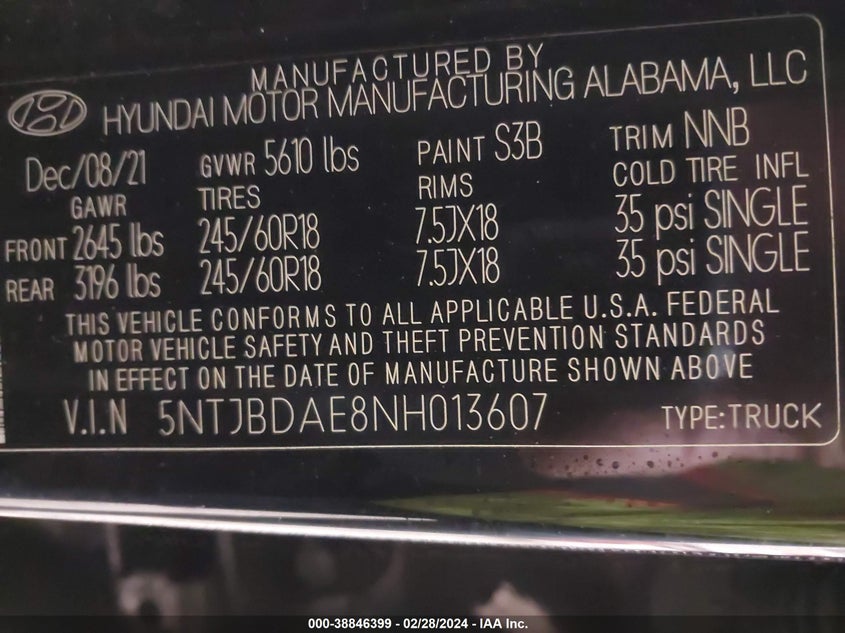 MANUFACTURED BY
HYUNDAI MOTOR MANUFACTURING ALABAMA, LLC
Dec/08/21 GVWR 5610 lbs PAINT S3B TRIM NNB
GAWR TIRES RIMS COLD TIRE INFL
FRONT 2645 lbs 245/60R18 7.5JX18 35 psi SINGLE
REAR 3196 lbs 245/60R18 7.5JX18 35 psi SINGLE
THIS VEHICLE CONFORMS TO ALL APPLICABLE U.S.A. FEDERAL
MOTOR VEHICLE SAFETY AND THEFT PREVENTION STANDARDS
IN EFFECT ON THE DATE OF MANUFACTURE SHOWN ABOVE
V.I.N 5NTJBDAE8NH013607 TYPE:TRUCK
000-38846399 - 02/28/2024 - IAA Inc.